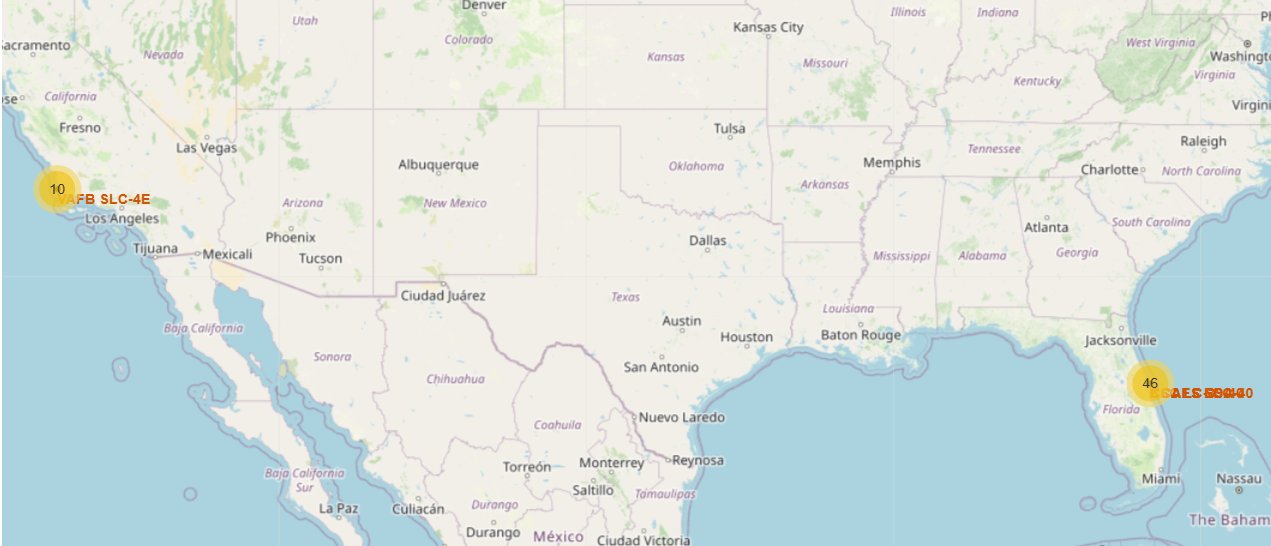 Denver
Utah
Kansas City
Illinois
Indiana
Sacramento
Nevada
Colorado
Kansas
Missouri
West Virginia
Washingto
Kentucky
Virginia
California
Virgini
Fresno
Las Vegas
Tulsa
Raleigh
Albuquerque
Oklahoma
Memphis
Tennessee
Charlotte
North Carolina
10
VAFB SLC-4E
Arizona
New Mexico
Arkansas
Los Angeles
South Carolina
Phoenix
Dallas
Atlanta
Tijuana
Mexicali
Tucson
Mississippi
Alabama
Georgia
Ciudad Juárez
Texas
Louisiana
Baja California
Austin
Houston
Baton Rouge
Jacksonville
Sonora
San Antonio
Chihuahua
46
Florida
Nuevo Laredo
Coahuila
Torreón
Monterrey
Reynosa
Baja California
Sur
Saltillo
Tamaulipas
Miami
Nassau
La Paz
Culiacán
Durango
Durango
México
Ciudad Victoria
The Baham